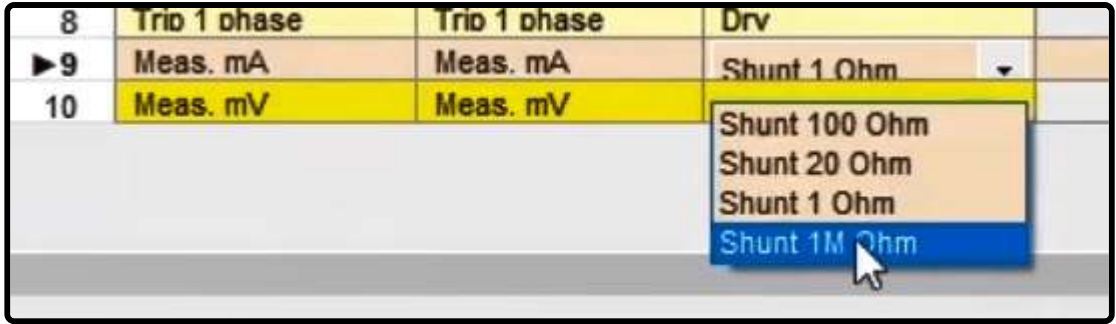 8 Trip 1 phase Trip 1 phase Dry
9 Meas. mA Meas. mA Shunt 1 Ohm
10 Meas. mV Meas. mV
Shunt 100 Ohm
Shunt 20 Ohm
Shunt 1 Ohm
Shunt 1M Ohm